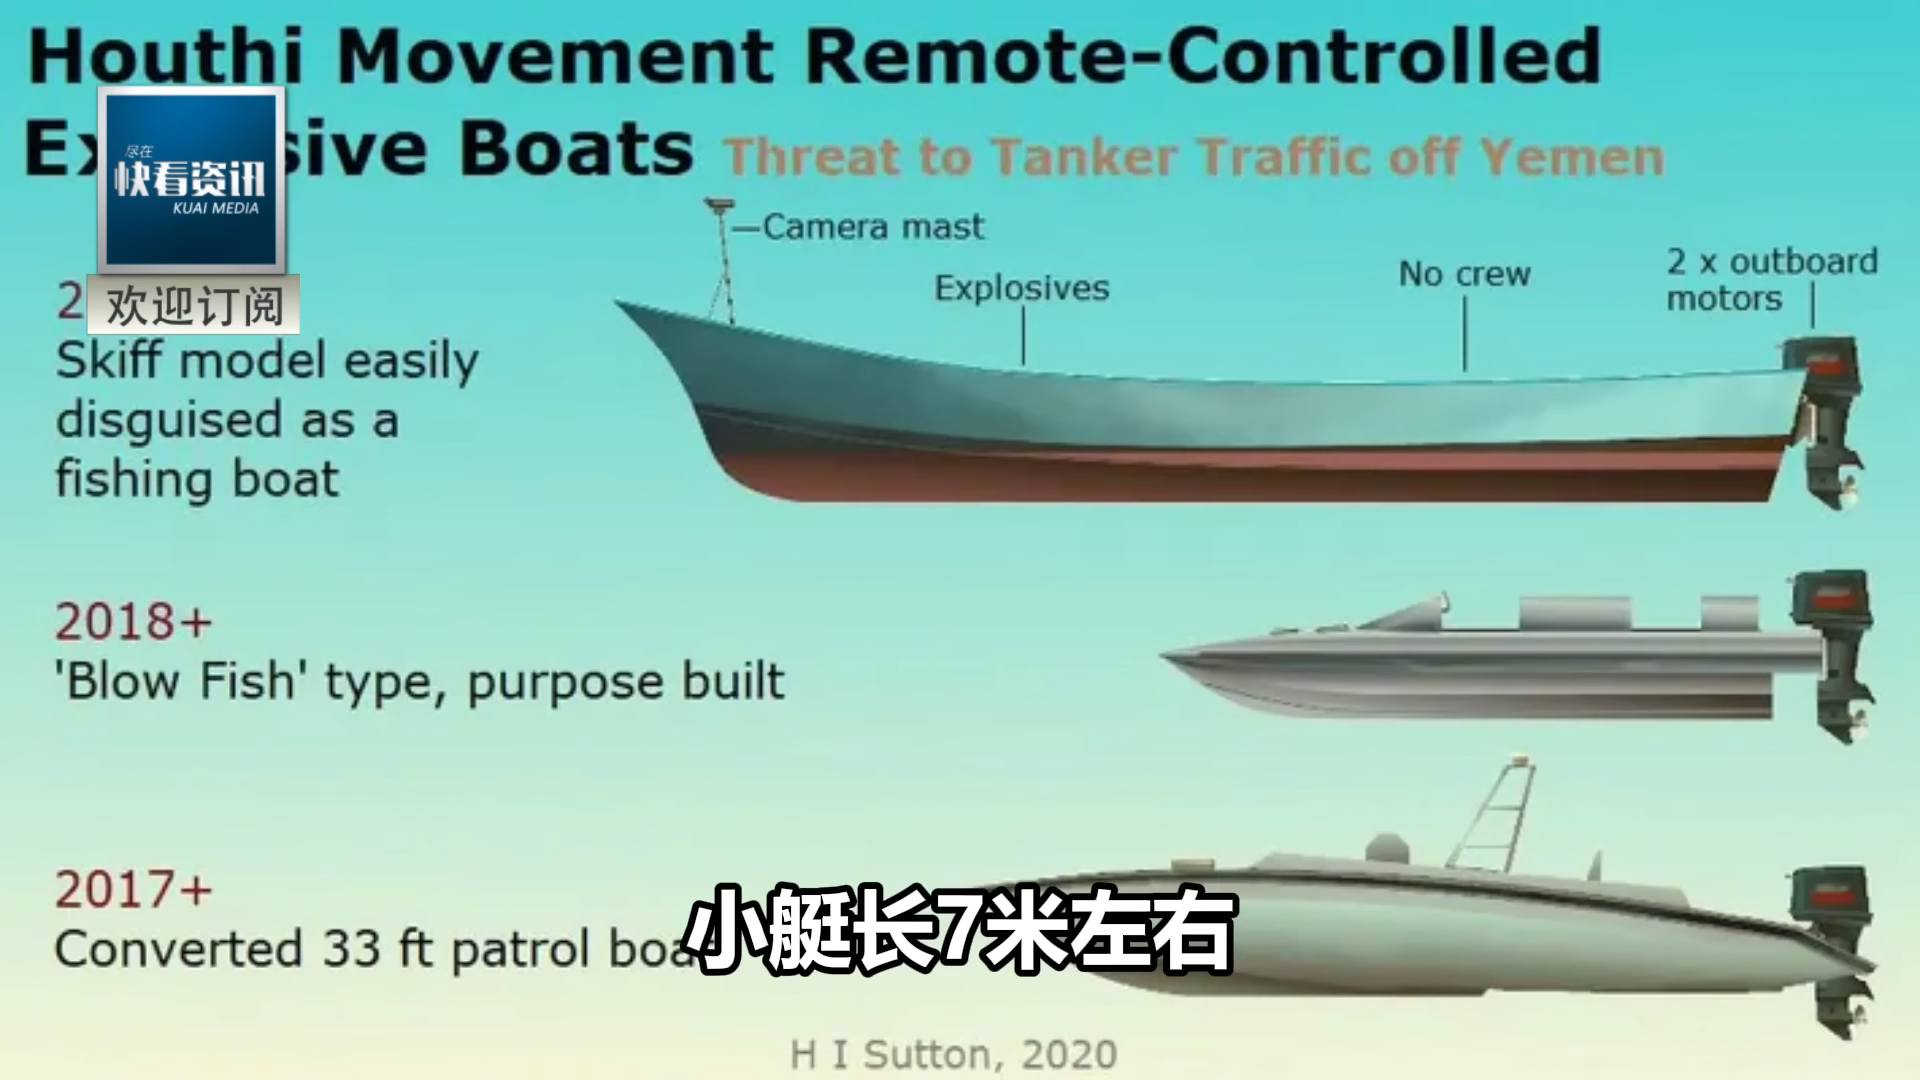 Houthi Movement Remote-Controlled
sive Boats Threat to Tanker Traffic off Yemen
尽在
快看资讯
KUAI MEDIA
欢迎订阅
Camera mast
Explosives
No crew
2 x outboard
motors
Skiff model easily
disguised as a
fishing boat
2018+
'Blow Fish' type, purpose built
2017+
Converted 33 ft patrol boa
小艇长7米左右
H I Sutton, 2020